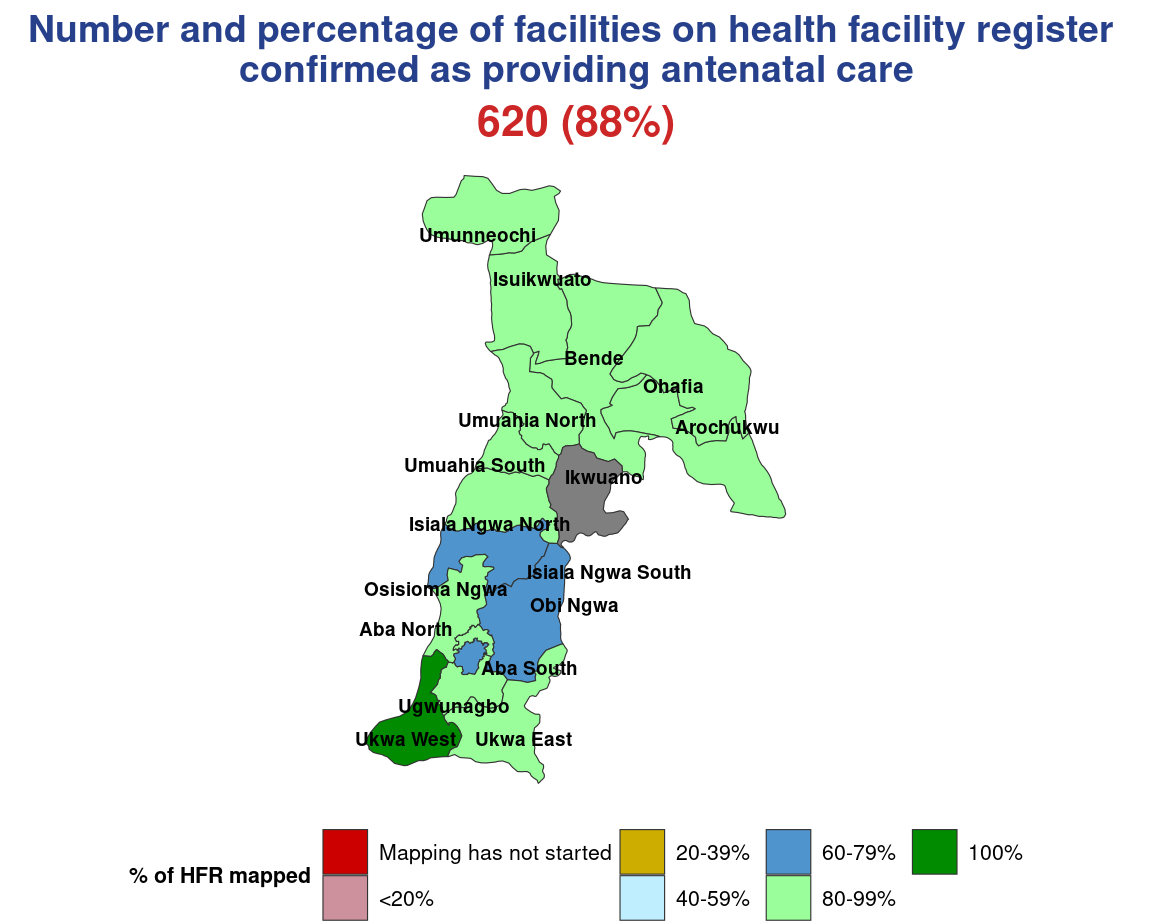 Number and percentage of facilities on health facility register
confirmed as providing antenatal care
620 (88%)
Umunneochi
Isuikwuato
Bende
Ohafia
Umuahia North
Arochukwu
Umuahia South
Ikwuano
Isiala Ngwa North
Isiala Ngwa South
Osisioma Ngwa
Obi Ngwa
Aba North
Aba South
Ugwunagbo
Ukwa West
Ukwa East
% of HFR mapped
Mapping has not started
<20%
20-39%
40-59%
60-79%
80-99%
100%